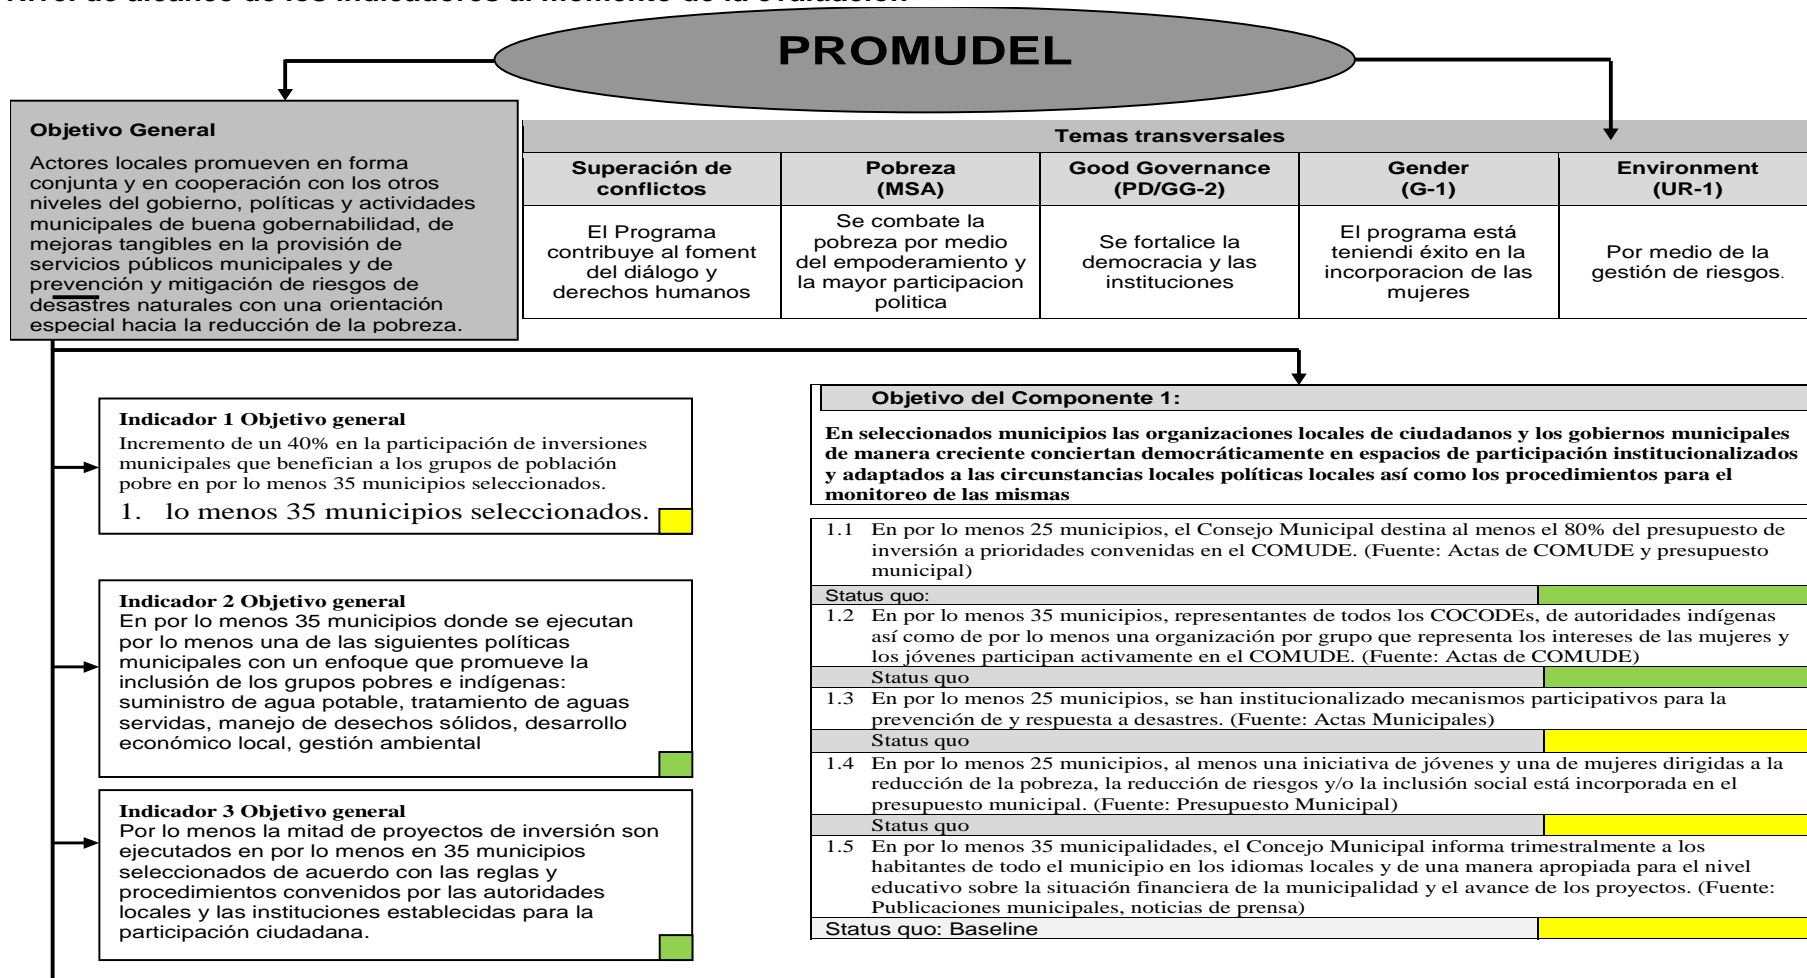 Nivel de alcance de los indicadores al momento de la evaluación
PROMUDEL
Objetivo General
Actores locales promueven en forma
conjunta y en cooperación con los otros
niveles del gobierno, políticas y actividades
municipales de buena gobernabilidad, de
mejoras tangibles en la provisión de
servicios públicos municipales y de
prevención y mitigación de riesgos de
desastres naturales con una orientación
especial hacia la reducción de la pobreza.
Temas transversales
Superación de
conflictos
Pobreza
(MSA)
Good Governance
(PD/GG-2)
Gender
(G-1)
Environment
(UR-1)
El Programa
contribuye al foment
del diálogo y
derechos humanos
Se combate la
pobreza por medio
del empoderamiento y
la mayor participacion
politica
Se fortalice la
democracia y las
instituciones
El programa está
teniendi éxito en la
incorporacion de las
mujeres
Por medio de la
gestión de riesgos.
Indicador 1 Objetivo general
Incremento de un 40% en la participación de inversiones
municipales que benefician a los grupos de población
pobre en por lo menos 35 municipios seleccionados.
1. lo menos 35 municipios seleccionados.
Indicador 2 Objetivo general
En por lo menos 35 municipios donde se ejecutan
por lo menos una de las siguientes políticas
municipales con un enfoque que promueve la
inclusión de los grupos pobres e indígenas:
suministro de agua potable, tratamiento de aguas
servidas, manejo de desechos sólidos, desarrollo
económico local, gestión ambiental
Indicador 3 Objetivo general
Por lo menos la mitad de proyectos de inversión son
ejecutados en por lo menos en 35 municipios
seleccionados de acuerdo con las reglas y
procedimientos convenidos por las autoridades
locales y las instituciones establecidas para la
participación ciudadana.
Objetivo del Componente 1:
En seleccionados municipios las organizaciones locales de ciudadanos y los gobiernos municipales
de manera creciente conciertan democráticamente en espacios de participación institucionalizados
y adaptados a las circunstancias locales políticas locales así como los procedimientos para el
monitoreo de las mismas
1.1 En por lo menos 25 municipios, el Consejo Municipal destina al menos el 80% del presupuesto de
inversión a prioridades convenidas en el COMUDE. (Fuente: Actas de COMUDE y presupuesto
municipal)
Status quo:
1.2 En por lo menos 35 municipios, representantes de todos los COCODEs, de autoridades indígenas
así como de por lo menos una organización por grupo que representa los intereses de las mujeres y
los jóvenes participan activamente en el COMUDE. (Fuente: Actas de COMUDE)
Status quo
1.3 En por lo menos 25 municipios, se han institucionalizado mecanismos participativos para la
prevención de y respuesta a desastres. (Fuente: Actas Municipales)
Status quo
1.4 En por lo menos 25 municipios, al menos una iniciativa de jóvenes y una de mujeres dirigidas a la
reducción de la pobreza, la reducción de riesgos y/o la inclusión social está incorporada en el
presupuesto municipal. (Fuente: Presupuesto Municipal)
Status quo
1.5 En por lo menos 35 municipalidades, el Concejo Municipal informa trimestralmente a los
habitantes de todo el municipio en los idiomas locales y de una manera apropiada para el nivel
educativo sobre la situación financiera de la municipalidad y el avance de los proyectos. (Fuente:
Publicaciones municipales, noticias de prensa)
Status quo: Baseline